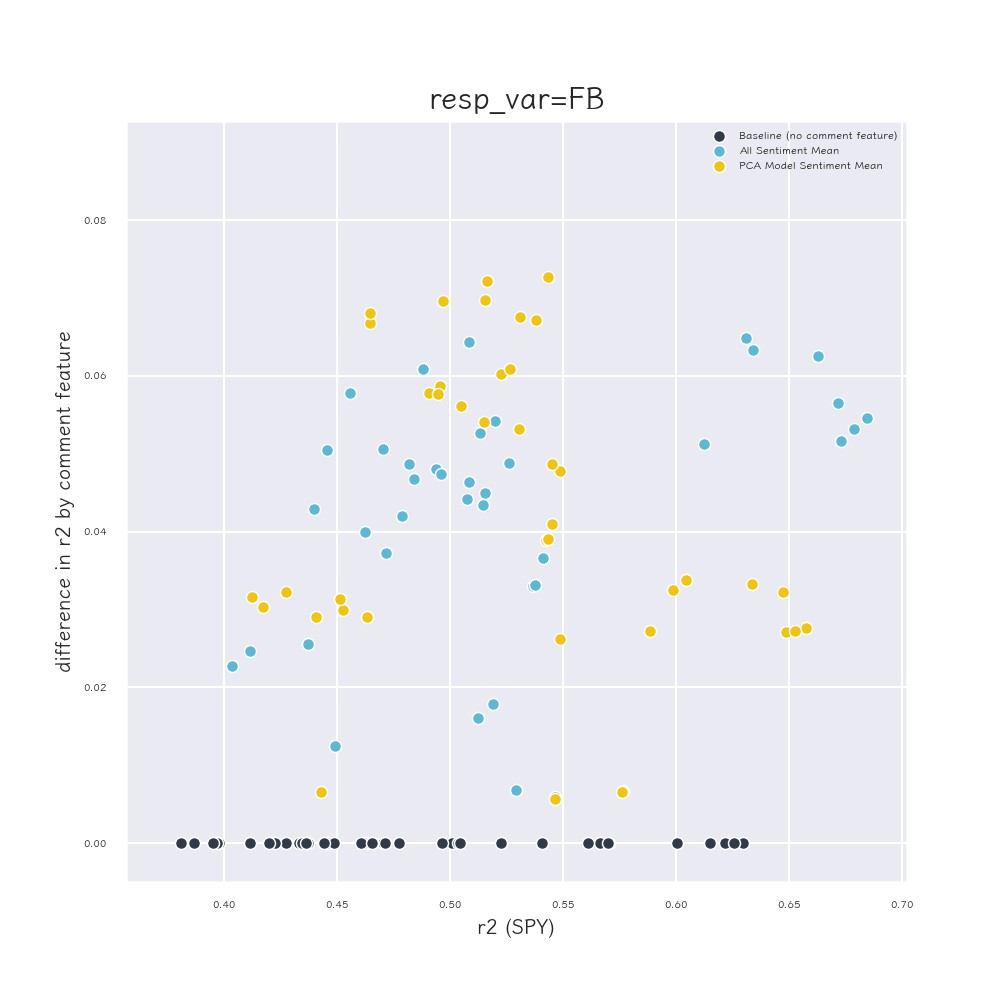 resp_var=FB
Baseline (no comment feature)
All Sentiment Mean
PCA Model Sentiment Mean
difference in r2 by comment feature
0.08
0.06
0.04
0.02
0.00
0.40 0.45 0.50 0.55 0.60 0.65 0.70
r2 (SPY)